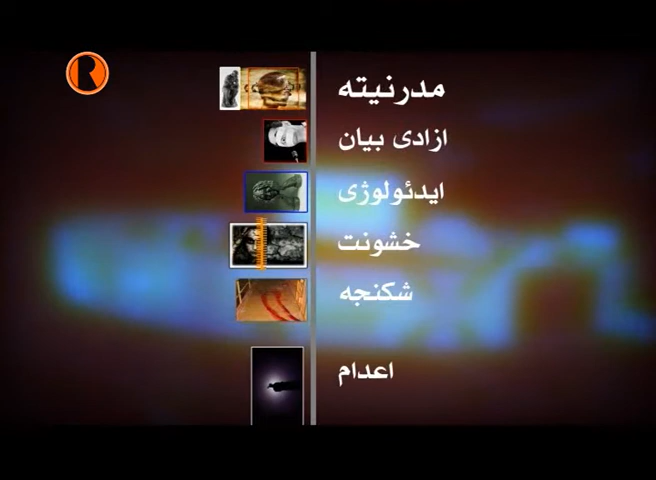 R
مدرنیته
ازادی بیان
ایدئولوژی
خشونت
شکنجه
اعدام